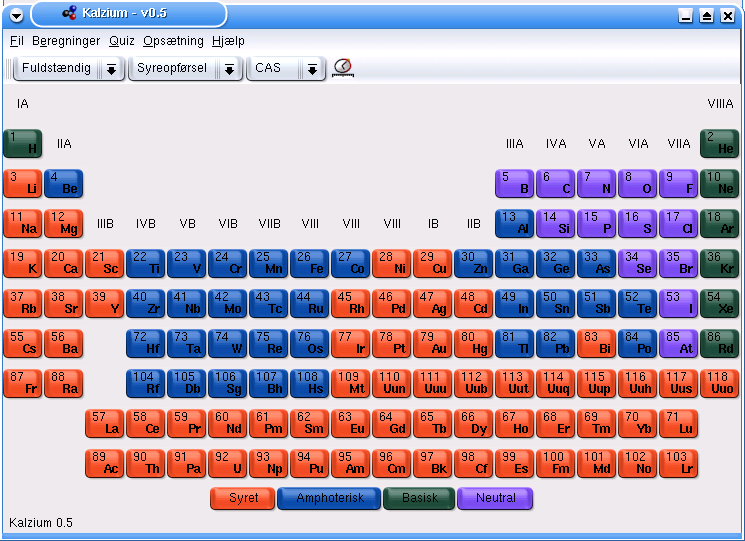 Kalzium - v0.5
Fil Beregninger Quiz Opsætning Hjælp
Fuldstændig Syreopførsel CAS
IA VIIIA
1 H IIA IIIA IVA VA VIA VIIA 2 He
3 Li 4 Be 5 B 6 C 7 N 8 O 9 F 10 Ne
11 Na 12 Mg IIIB IVB VB VIB VIIB VIII VIII VIII IB IIB 13 Al 14 Si 15 P 16 S 17 Cl 18 Ar
19 K 20 Ca 21 Sc 22 Ti 23 V 24 Cr 25 Mn 26 Fe 27 Co 28 Ni 29 Cu 30 Zn 31 Ga 32 Ge 33 As 34 Se 35 Br 36 Kr
37 Rb 38 Sr 39 Y 40 Zr 41 Nb 42 Mo 43 Tc 44 Ru 45 Rh 46 Pd 47 Ag 48 Cd 49 In 50 Sn 51 Sb 52 Te 53 I 54 Xe
55 Cs 56 Ba 72 Hf 73 Ta 74 W 75 Re 76 Os 77 Ir 78 Pt 79 Au 80 Hg 81 Tl 82 Pb 83 Bi 84 Po 85 At 86 Rd
87 Fr 88 Ra 104 Rf 105 Db 106 Sg 107 Bh 108 Hs 109 Mt 110 Uun 111 Uuu 112 Uub 113 Uut 114 Uuq 115 Uup 116 Uuh 117 Uus 118 Uuo
57 La 58 Ce 59 Pr 60 Nd 61 Pm 62 Sm 63 Eu 64 Gd 65 Tb 66 Dy 67 Ho 68 Er 69 Tm 70 Yb 71 Lu
89 Ac 90 Th 91 Pa 92 U 93 Np 94 Pu 95 Am 96 Cm 97 Bk 98 Cf 99 Es 100 Fm 101 Md 102 No 103 Lr
Syret Amphoterisk Basisk Neutral
Kalzium 0.5